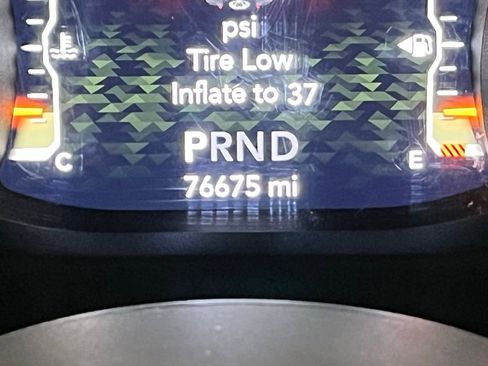 psi
Tire Low
Inflate to 37
PRND
76675 mi
C
E